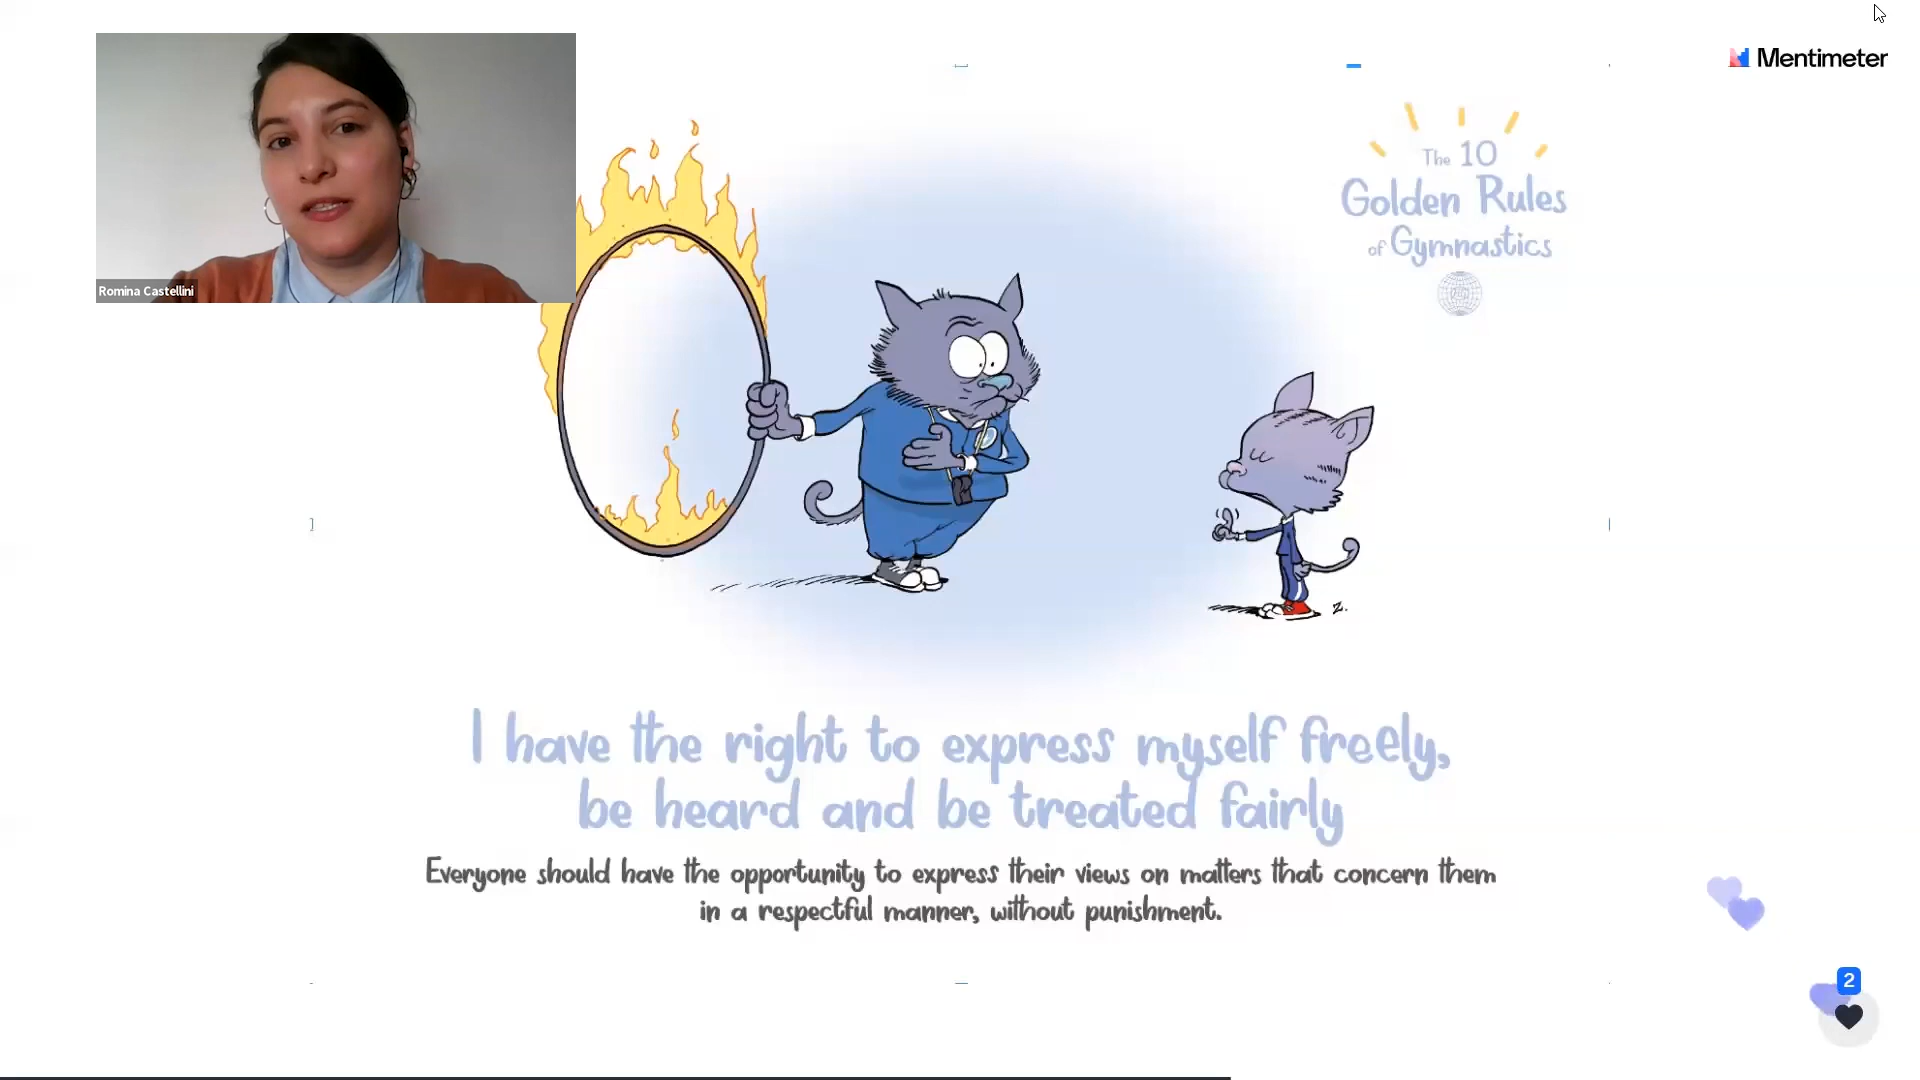 Mentimeter
Romina Castellini
The 10
Golden Rules
of Gymnastics
z.
I have the right to express myself freely,
be heard and be treated fairly
Everyone should have the opportunity to express their views on matters that concern them
in a respectful manner, without punishment.
2